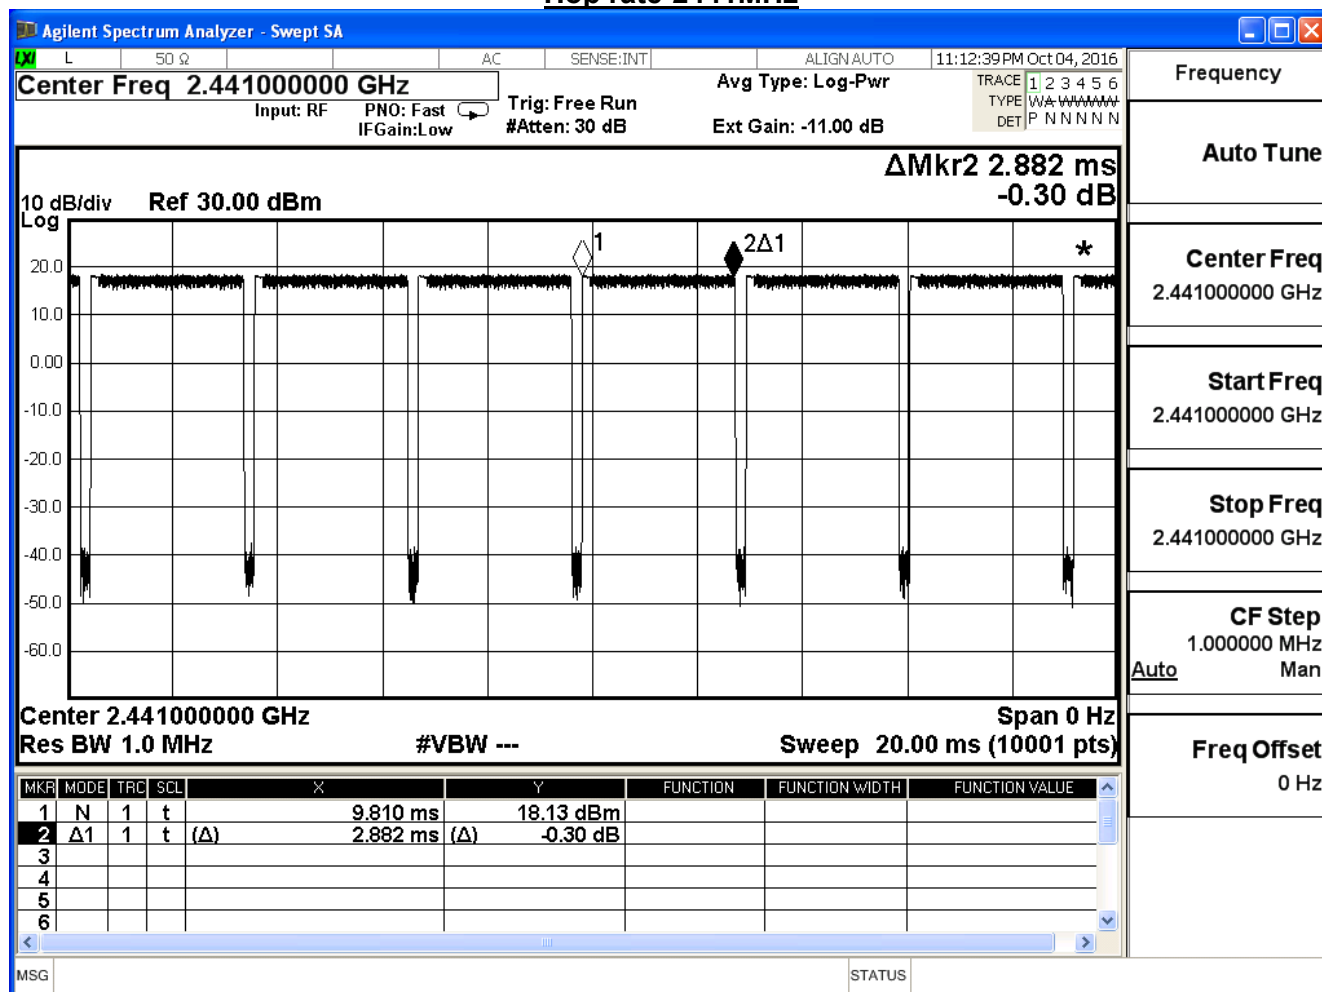 Hop rate 2441MHz
Agilent Spectrum Analyzer - Swept SA
LXI L 50 Ω AC SENSE:INT ALIGN AUTO 11:12:39 PM Oct 04, 2016
Center Freq 2.441000000 GHz
Input: RF PNO: Fast IFGain:Low
Trig: Free Run
#Atten: 30 dB
Avg Type: Log-Pwr
Ext Gain: -11.00 dB
TRACE 1 2 3 4 5 6
TYPE WA WWWW
DET P N N N N N
ΔMkr2 2.882 ms
-0.30 dB
10 dB/div Ref 30.00 dBm
Log
1
2Δ1
*
20.0
10.0
0.00
-10.0
-20.0
-30.0
-40.0
-50.0
-60.0
Center 2.441000000 GHz Span 0 Hz
Res BW 1.0 MHz #VBW --- Sweep 20.00 ms (10001 pts)
MKR MODE TRC SCL X Y FUNCTION FUNCTION WIDTH FUNCTION VALUE
1 N 1 t 9.810 ms 18.13 dBm
2 Δ1 1 t (Δ) 2.882 ms (Δ) -0.30 dB
3
4
5
6
MSG STATUS
Frequency
Auto Tune
Center Freq
2.441000000 GHz
Start Freq
2.441000000 GHz
Stop Freq
2.441000000 GHz
CF Step
1.000000 MHz
Auto Man
Freq Offset
0 Hz